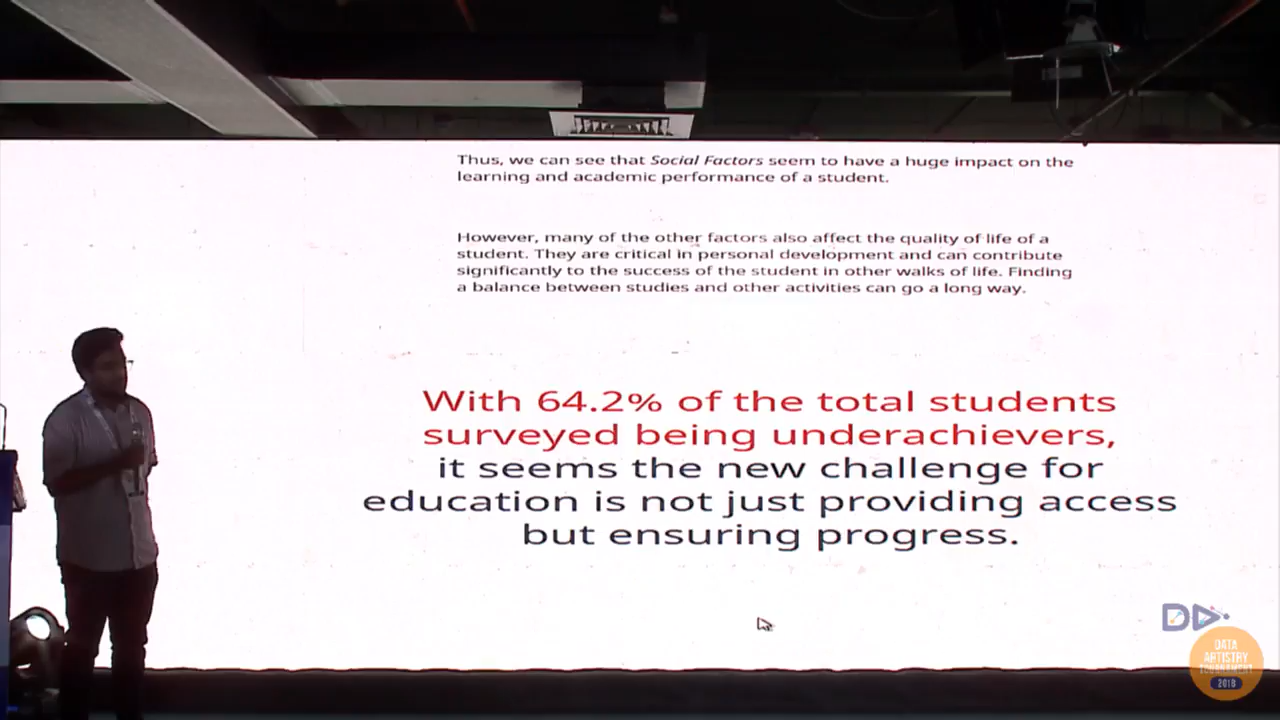 Thus, we can see that Social Factors seem to have a huge impact on the
learning and academic performance of a student.
However, many of the other factors also affect the quality of life of a
student. They are critical in personal development and can contribute
significantly to the success of the student in other walks of life. Finding
a balance between studies and other activities can go a long way.
With 64.2% of the total students
surveyed being underachievers,
it seems the new challenge for
education is not just providing access
but ensuring progress.
DATA
ARTISTRY
TOURNAMENT
2018